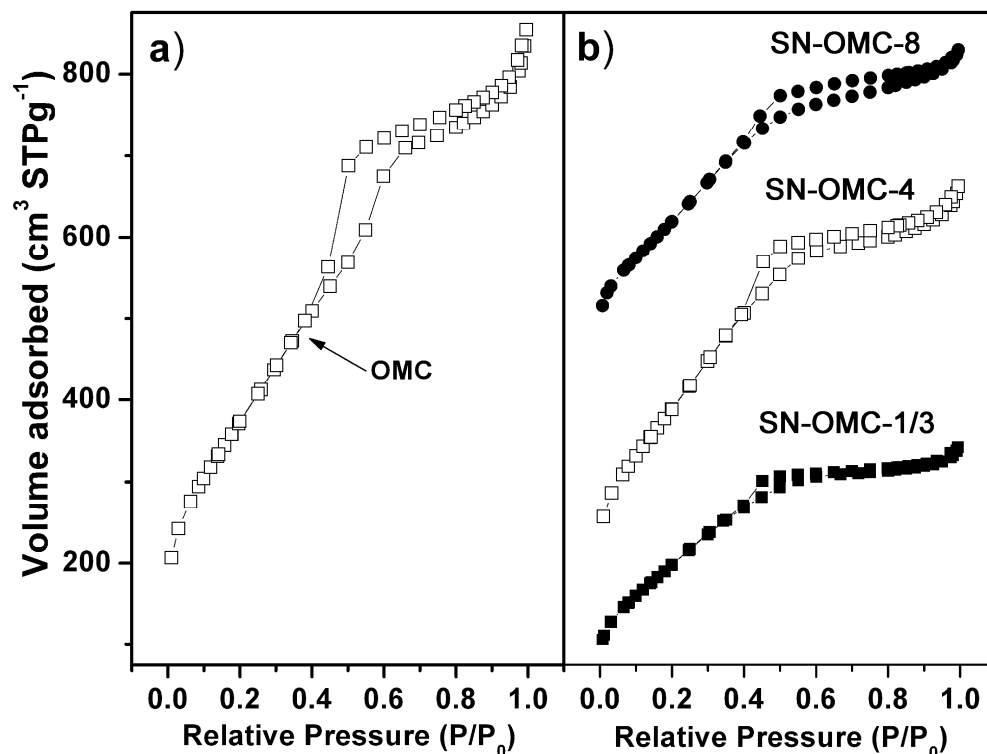 a)
b)
SN-OMC-8
SN-OMC-4
SN-OMC-1/3
OMC
Volume adsorbed (cm³ STPg⁻¹)
800
600
400
200
0.0 0.2 0.4 0.6 0.8 1.0
0.0 0.2 0.4 0.6 0.8 1.0
Relative Pressure (P/P₀)
Relative Pressure (P/P₀)